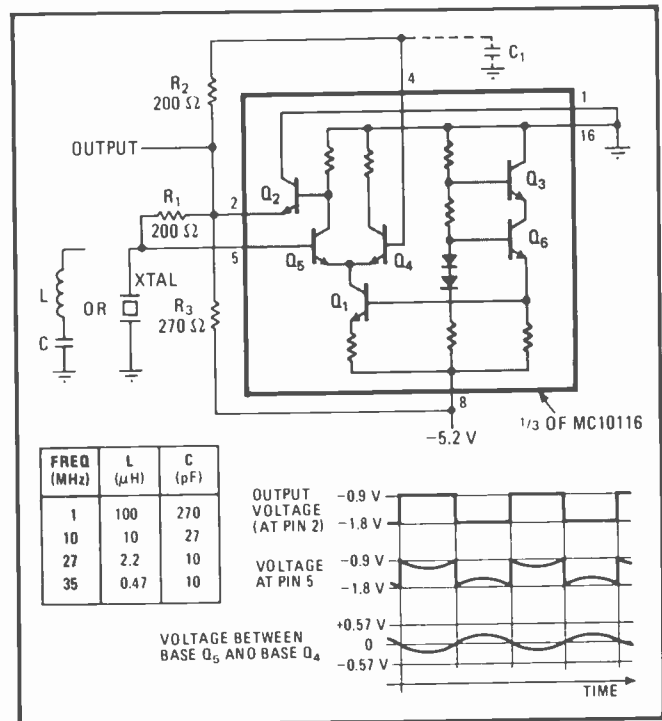 C₁
4
R₂
200 Ω
1
16
OUTPUT
Q₃
2
Q₂
R₁
200 Ω
Q₆
5
Q₅
Q₄
XTAL
L
OR
R₃
270 Ω
Q₁
C
8
1/3 OF MC10116
−5.2 V
FREQ (MHz) L (μH) C (pF)
1 100 270
10 10 27
27 2.2 10
35 0.47 10
OUTPUT VOLTAGE (AT PIN 2)
−0.9 V
−1.8 V
VOLTAGE AT PIN 5
−0.9 V
−1.8 V
VOLTAGE BETWEEN BASE Q₅ AND BASE Q₄
+0.57 V
0
−0.57 V
TIME